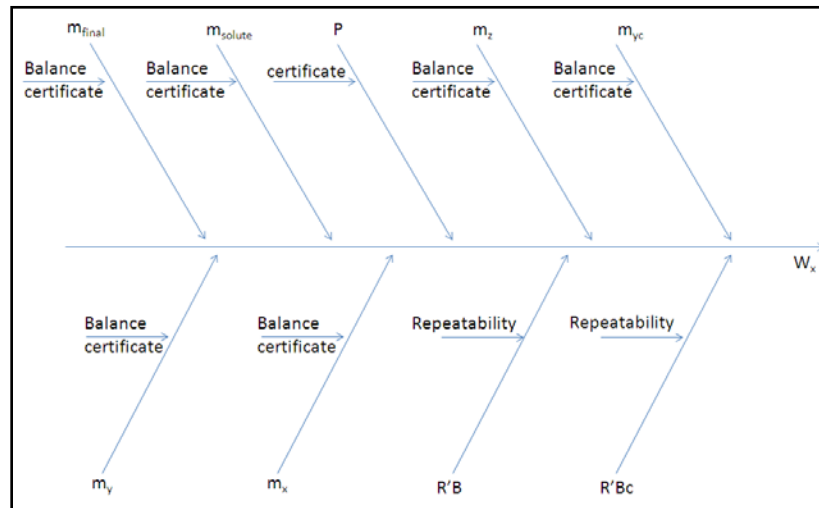 m_final m_solute P m_z m_yc
Balance certificate
Balance certificate
certificate
Balance certificate
Balance certificate
W_x
Balance certificate
Balance certificate
Repeatability
Repeatability
m_y m_x R'B R'Bc